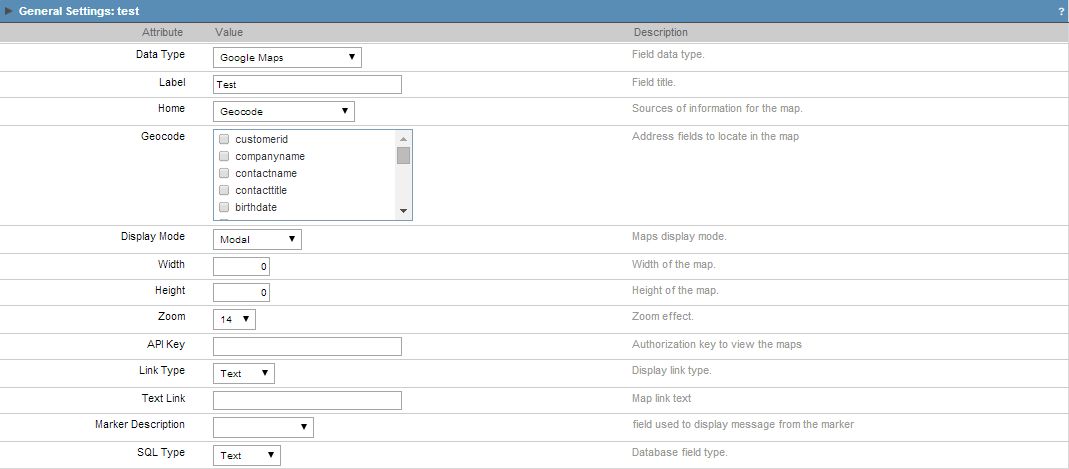 General Settings: test ?
Attribute Value Description
Data Type Google Maps Field data type.
Label Test Field title.
Home Geocode Sources of information for the map.
Geocode customerid Address fields to locate in the map
companyname
contactname
contacttitle
birthdate
Display Mode Modal Maps display mode.
Width 0 Width of the map.
Height 0 Height of the map.
Zoom 14 Zoom effect.
API Key Authorization key to view the maps
Link Type Text Display link type.
Text Link Map link text
Marker Description field used to display message from the marker
SQL Type Text Database field type.